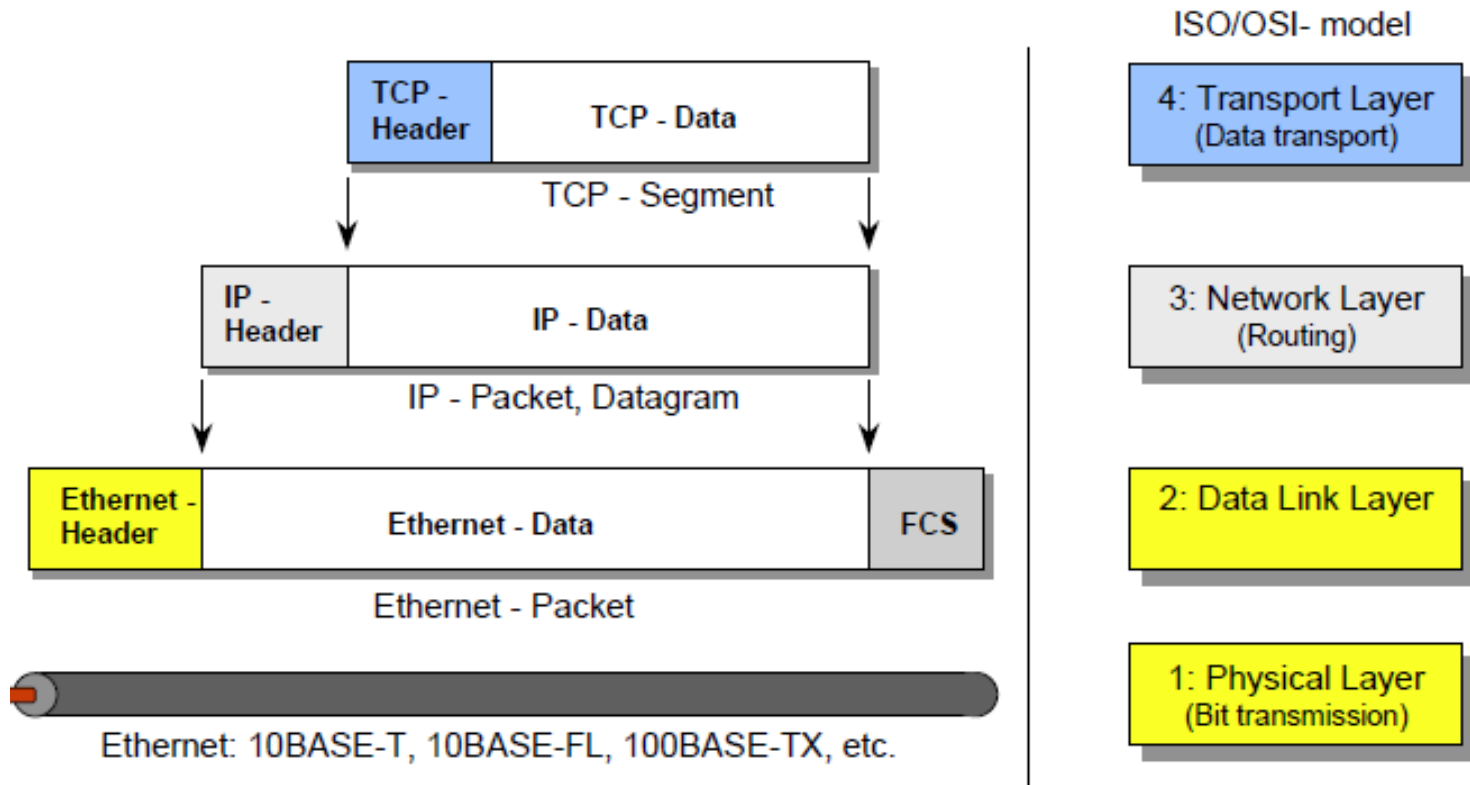 ISO/OSI- model
TCP -
Header
TCP - Data
TCP - Segment
4: Transport Layer
(Data transport)
IP -
Header
IP - Data
IP - Packet, Datagram
3: Network Layer
(Routing)
Ethernet -
Header
Ethernet - Data
FCS
Ethernet - Packet
2: Data Link Layer
Ethernet: 10BASE-T, 10BASE-FL, 100BASE-TX, etc.
1: Physical Layer
(Bit transmission)